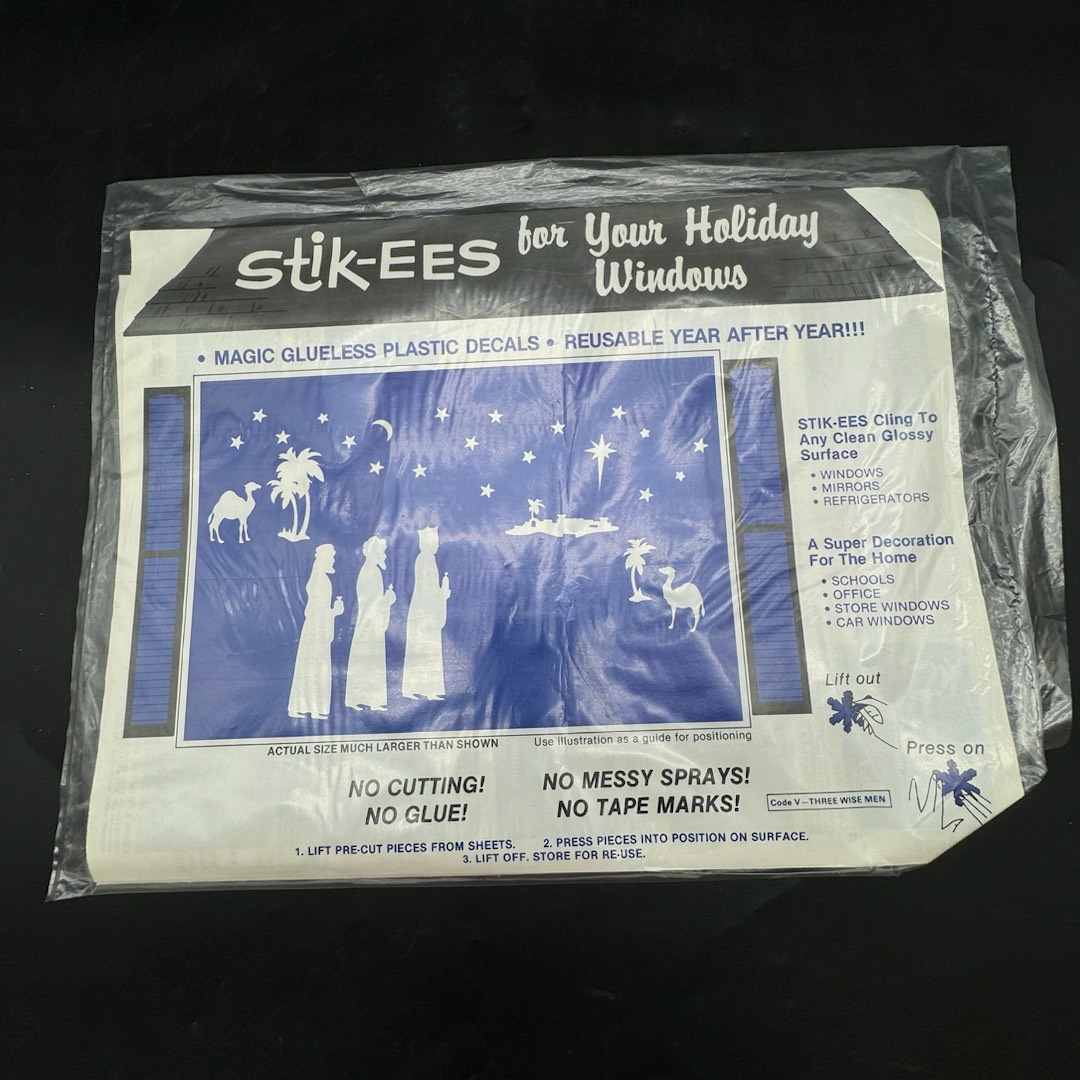 Stik-EES for Your Holiday
Windows
• MAGIC GLUELESS PLASTIC DECALS • REUSABLE YEAR AFTER YEAR!!!
STIK-EES Cling To
Any Clean Glossy
Surface
• WINDOWS
• MIRRORS
• REFRIGERATORS
A Super Decoration
For The Home
• SCHOOLS
• OFFICE
• STORE WINDOWS
• CAR WINDOWS
Lift out
Press on
ACTUAL SIZE MUCH LARGER THAN SHOWN
Use illustration as a guide for positioning
NO CUTTING!
NO GLUE!
NO MESSY SPRAYS!
NO TAPE MARKS!
Code V—THREE WISE MEN
1. LIFT PRE-CUT PIECES FROM SHEETS. 2. PRESS PIECES INTO POSITION ON SURFACE.
3. LIFT OFF. STORE FOR RE-USE.